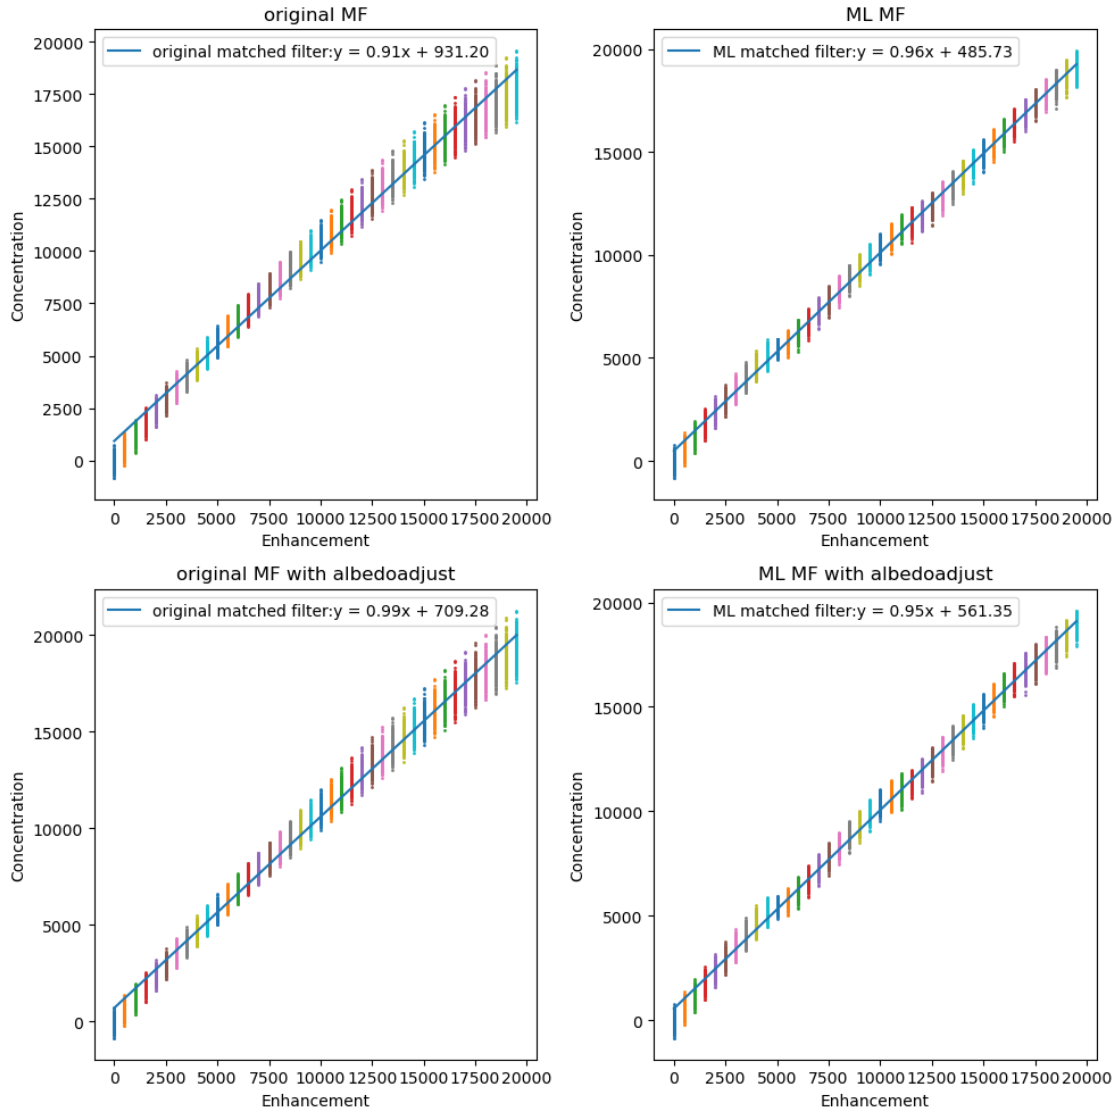 original MF
original matched filter:y = 0.91x + 931.20
20000
17500
15000
12500
10000
7500
5000
2500
0
Concentration
0 2500 5000 7500 10000 12500 15000 17500 20000
Enhancement
ML MF
ML matched filter:y = 0.96x + 485.73
20000
15000
10000
5000
0
Concentration
0 2500 5000 7500 10000 12500 15000 17500 20000
Enhancement
original MF with albedoadjust
original matched filter:y = 0.99x + 709.28
20000
15000
10000
5000
0
Concentration
0 2500 5000 7500 10000 12500 15000 17500 20000
Enhancement
ML MF with albedoadjust
ML matched filter:y = 0.95x + 561.35
20000
15000
10000
5000
0
Concentration
0 2500 5000 7500 10000 12500 15000 17500 20000
Enhancement